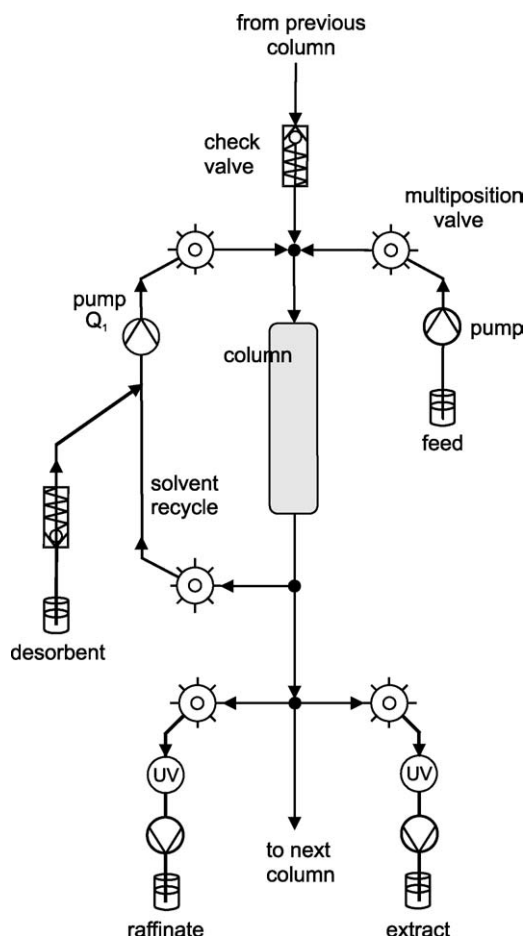 from previous
column
check
valve
multiposition
valve
pump
Q₁
column
pump
feed
solvent
recycle
desorbent
UV
UV
to next
column
raffinate
extract